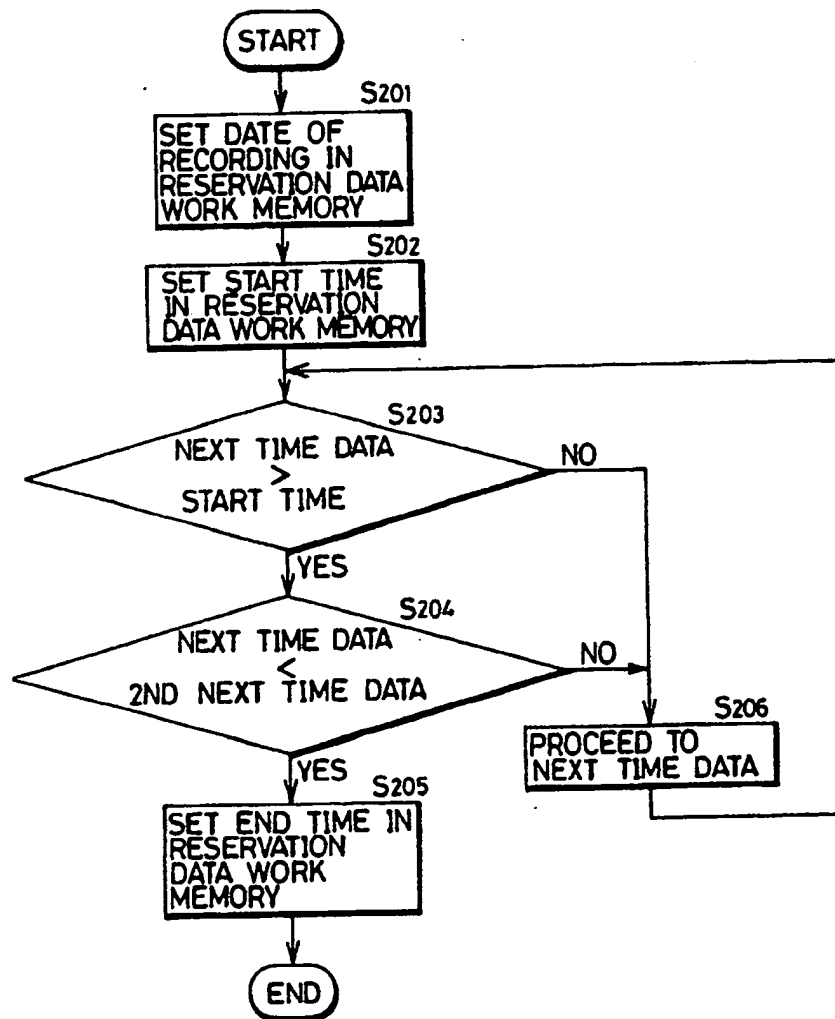 START
S201
SET DATE OF
RECORDING IN
RESERVATION DATA
WORK MEMORY
S202
SET START TIME
IN RESERVATION
DATA WORK MEMORY
S203
NEXT TIME DATA
>
START TIME
NO
YES
S204
NEXT TIME DATA
<
2ND NEXT TIME DATA
NO
YES
S206
PROCEED TO
NEXT TIME DATA
S205
SET END TIME IN
RESERVATION
DATA WORK
MEMORY
END